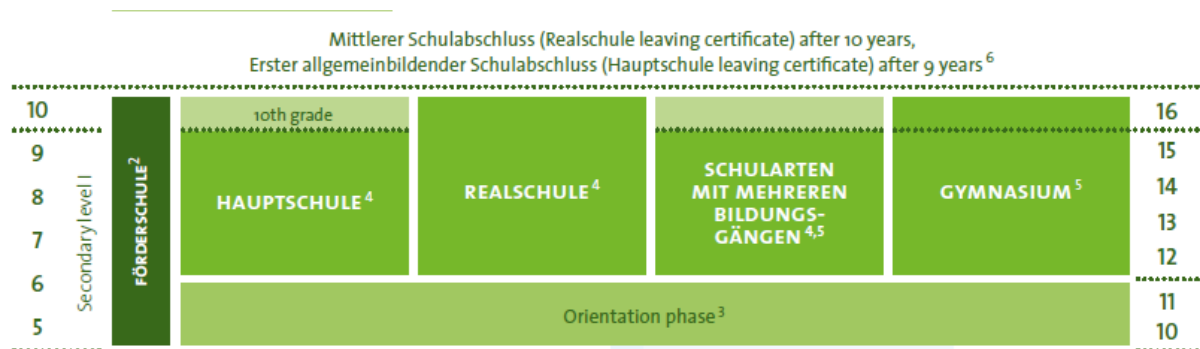 Mittlerer Schulabschluss (Realschule leaving certificate) after 10 years,
Erster allgemeinbildender Schulabschluss (Hauptschule leaving certificate) after 9 years 6
10
9
8
7
6
5
Secondary level I
FÖRDERSCHULE 2
10th grade
HAUPTSCHULE 4
REALSCHULE 4
SCHULARTEN
MIT MEHREREN
BILDUNGS-
GÄNGEN 4,5
GYMNASIUM 5
Orientation phase 3
16
15
14
13
12
11
10